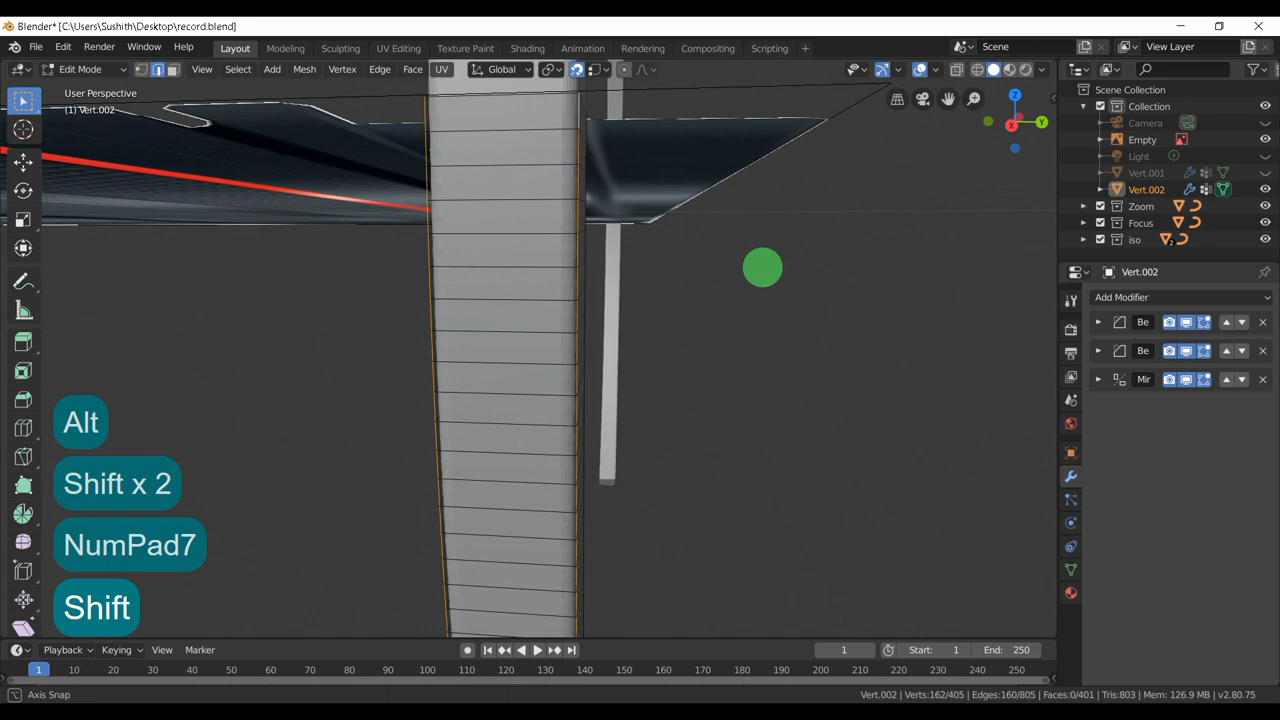 Blender* [C:\Users\Sushith\Desktop\record.blend]
File Edit Render Window Help Layout Modeling Sculpting UV Editing Texture Paint Shading Animation Rendering Compositing Scripting + Scene View Layer
Edit Mode View Select Add Mesh Vertex Edge Face UV Global
User Perspective
(1) Vert.002
Z
Y
X
Scene Collection
Collection
Camera
Empty
Light
Vert.001
Vert.002
Zoom
Focus
iso 2
Vert.002
Add Modifier
Be
Be
Mir
Alt
Shift x 2
NumPad7
Shift
Playback Keying View Marker 1 Start: 1 End: 250
1 10 20 30 40 50 60 70 80 90 100 110 120 130 140 150 160 170 180 190 200 210 220 230 240 250
Axis Snap Vert.002 | Verts:162/405 | Edges:160/805 | Faces:0/401 | Tris:803 | Mem: 126.9 MB | v2.80.75